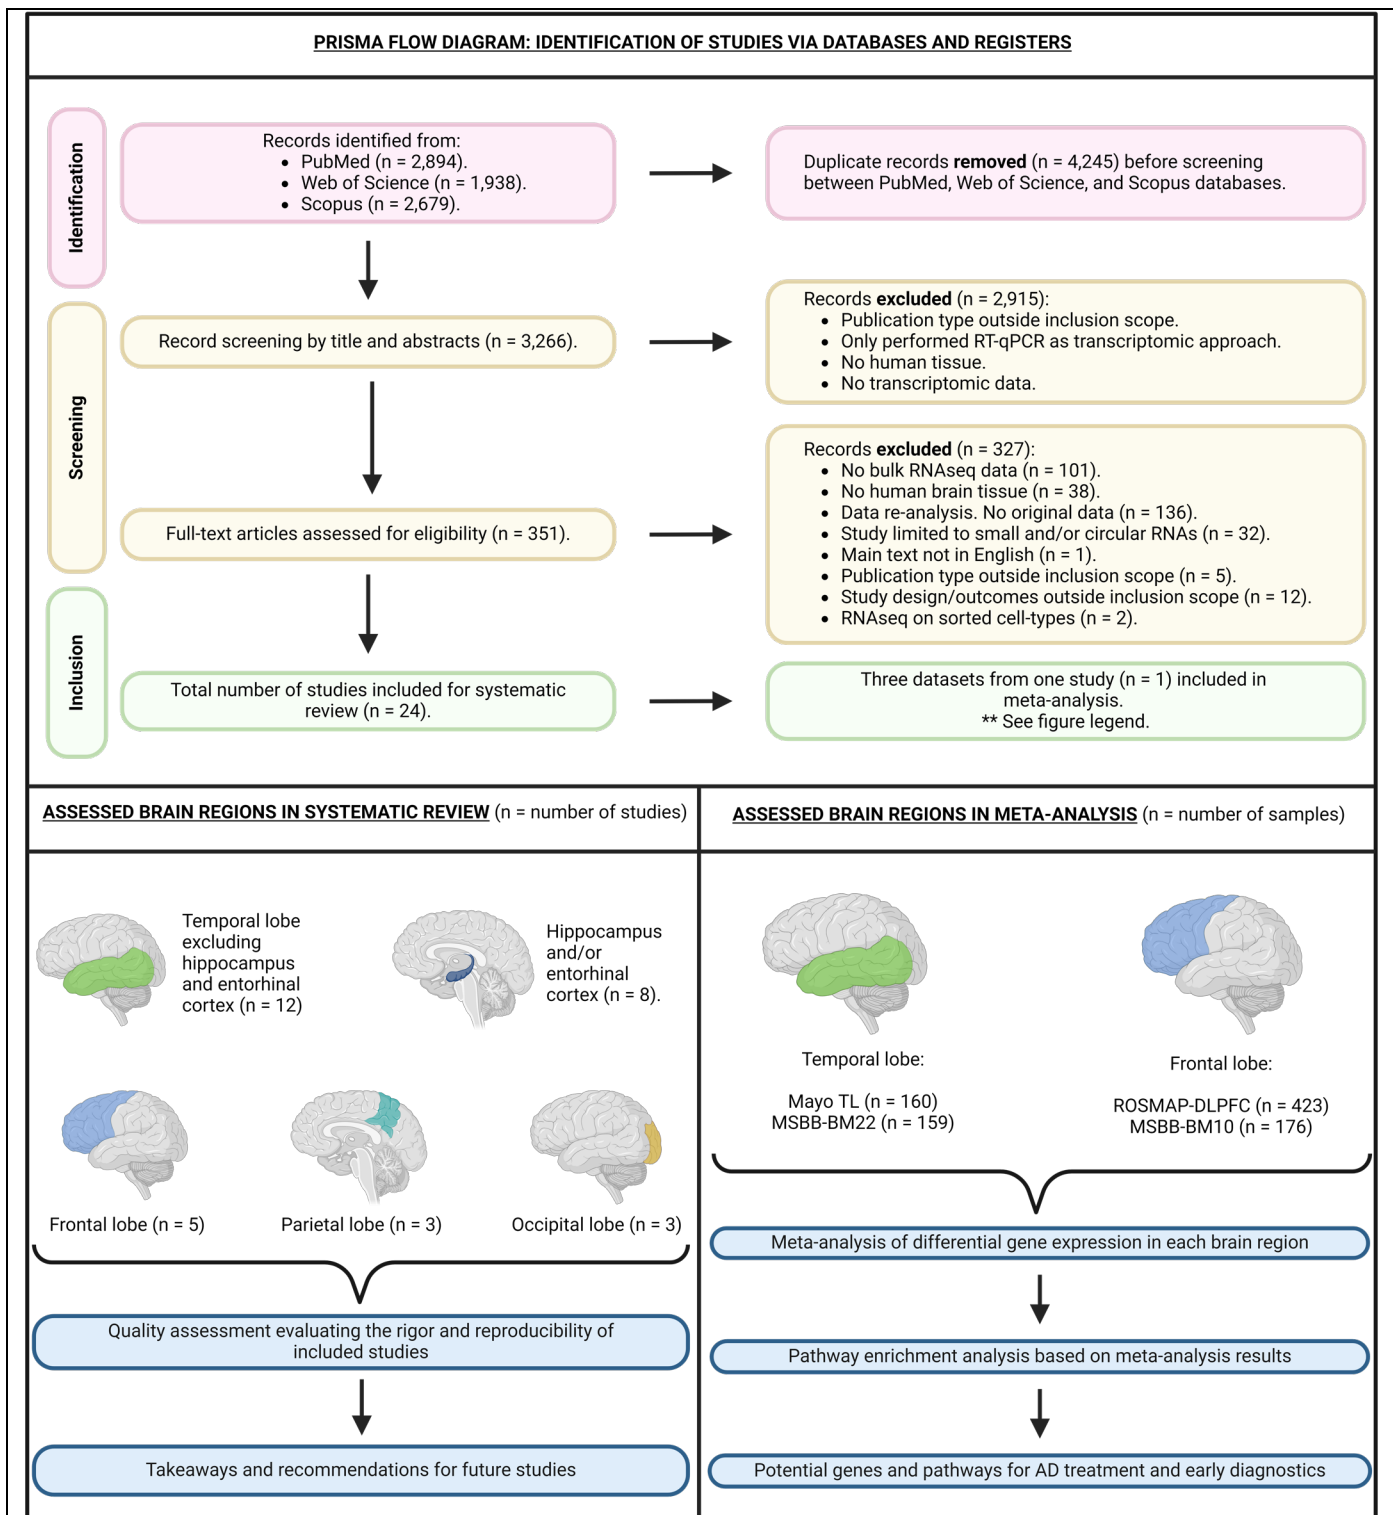 PRISMA FLOW DIAGRAM: IDENTIFICATION OF STUDIES VIA DATABASES AND REGISTERS
Identification
Records identified from:
• PubMed (n = 2,894).
• Web of Science (n = 1,938).
• Scopus (n = 2,679).
Duplicate records removed (n = 4,245) before screening
between PubMed, Web of Science, and Scopus databases.
Screening
Record screening by title and abstracts (n = 3,266).
Records excluded (n = 2,915):
• Publication type outside inclusion scope.
• Only performed RT-qPCR as transcriptomic approach.
• No human tissue.
• No transcriptomic data.
Full-text articles assessed for eligibility (n = 351).
Records excluded (n = 327):
• No bulk RNAseq data (n = 101).
• No human brain tissue (n = 38).
• Data re-analysis. No original data (n = 136).
• Study limited to small and/or circular RNAs (n = 32).
• Main text not in English (n = 1).
• Publication type outside inclusion scope (n = 5).
• Study design/outcomes outside inclusion scope (n = 12).
• RNAseq on sorted cell-types (n = 2).
Inclusion
Total number of studies included for systematic
review (n = 24).
Three datasets from one study (n = 1) included in
meta-analysis.
** See figure legend.
ASSESSED BRAIN REGIONS IN SYSTEMATIC REVIEW (n = number of studies)
Temporal lobe
excluding
hippocampus
and entorhinal
cortex (n = 12)
Hippocampus
and/or
entorhinal
cortex (n = 8).
Frontal lobe (n = 5)
Parietal lobe (n = 3)
Occipital lobe (n = 3)
Quality assessment evaluating the rigor and reproducibility of
included studies
Takeaways and recommendations for future studies
ASSESSED BRAIN REGIONS IN META-ANALYSIS (n = number of samples)
Temporal lobe:
Mayo TL (n = 160)
MSBB-BM22 (n = 159)
Frontal lobe:
ROSMAP-DLPFC (n = 423)
MSBB-BM10 (n = 176)
Meta-analysis of differential gene expression in each brain region
Pathway enrichment analysis based on meta-analysis results
Potential genes and pathways for AD treatment and early diagnostics